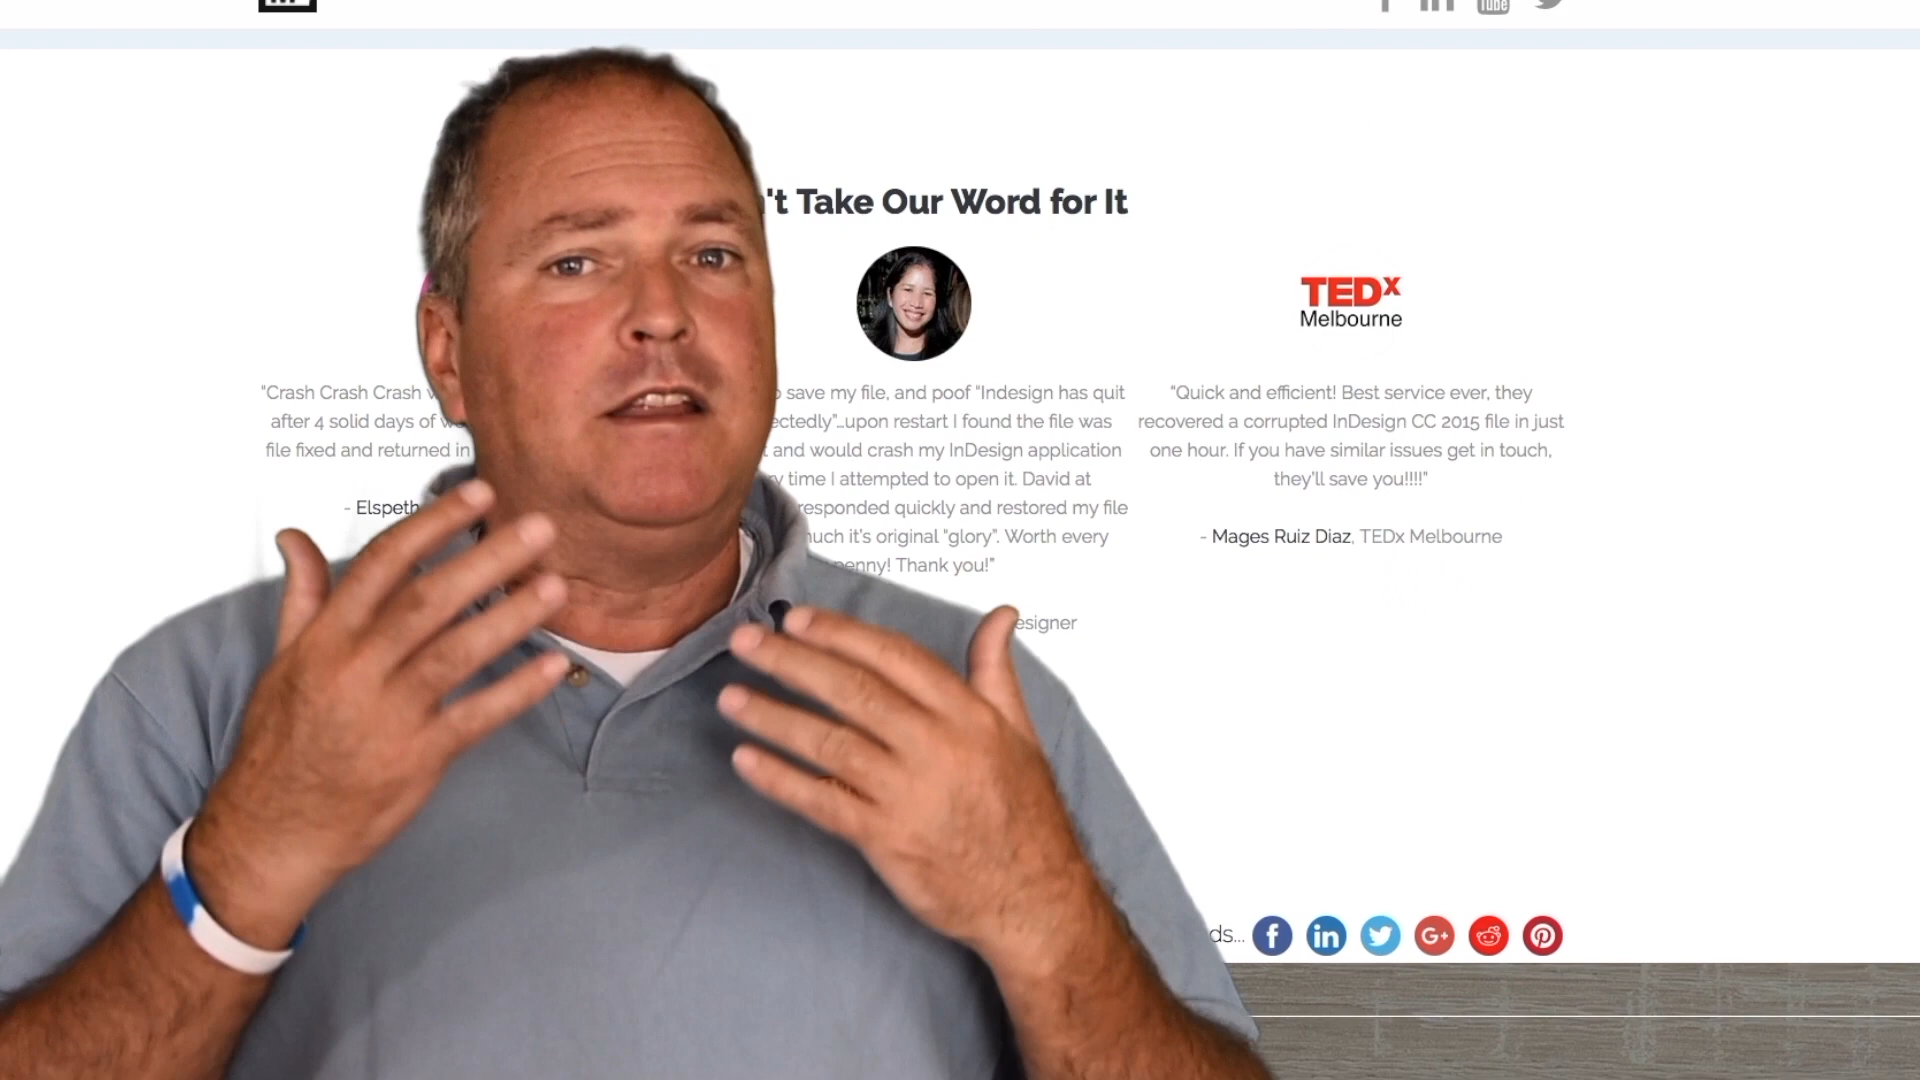 Tube
't Take Our Word for It
TEDx
Melbourne
"Crash Crash Crash
after 4 solid days of
file fixed and returned in
- Elspeth
save my file, and poof "Indesign has quit
ectedly"...upon restart I found the file was
and would crash my InDesign application
time I attempted to open it. David at
responded quickly and restored my file
much it's original "glory". Worth every
penny! Thank you!"
esigner
"Quick and efficient! Best service ever, they
recovered a corrupted InDesign CC 2015 file in just
one hour. If you have similar issues get in touch,
they'll save you!!!!"
- Mages Ruiz Diaz, TEDx Melbourne
ds...